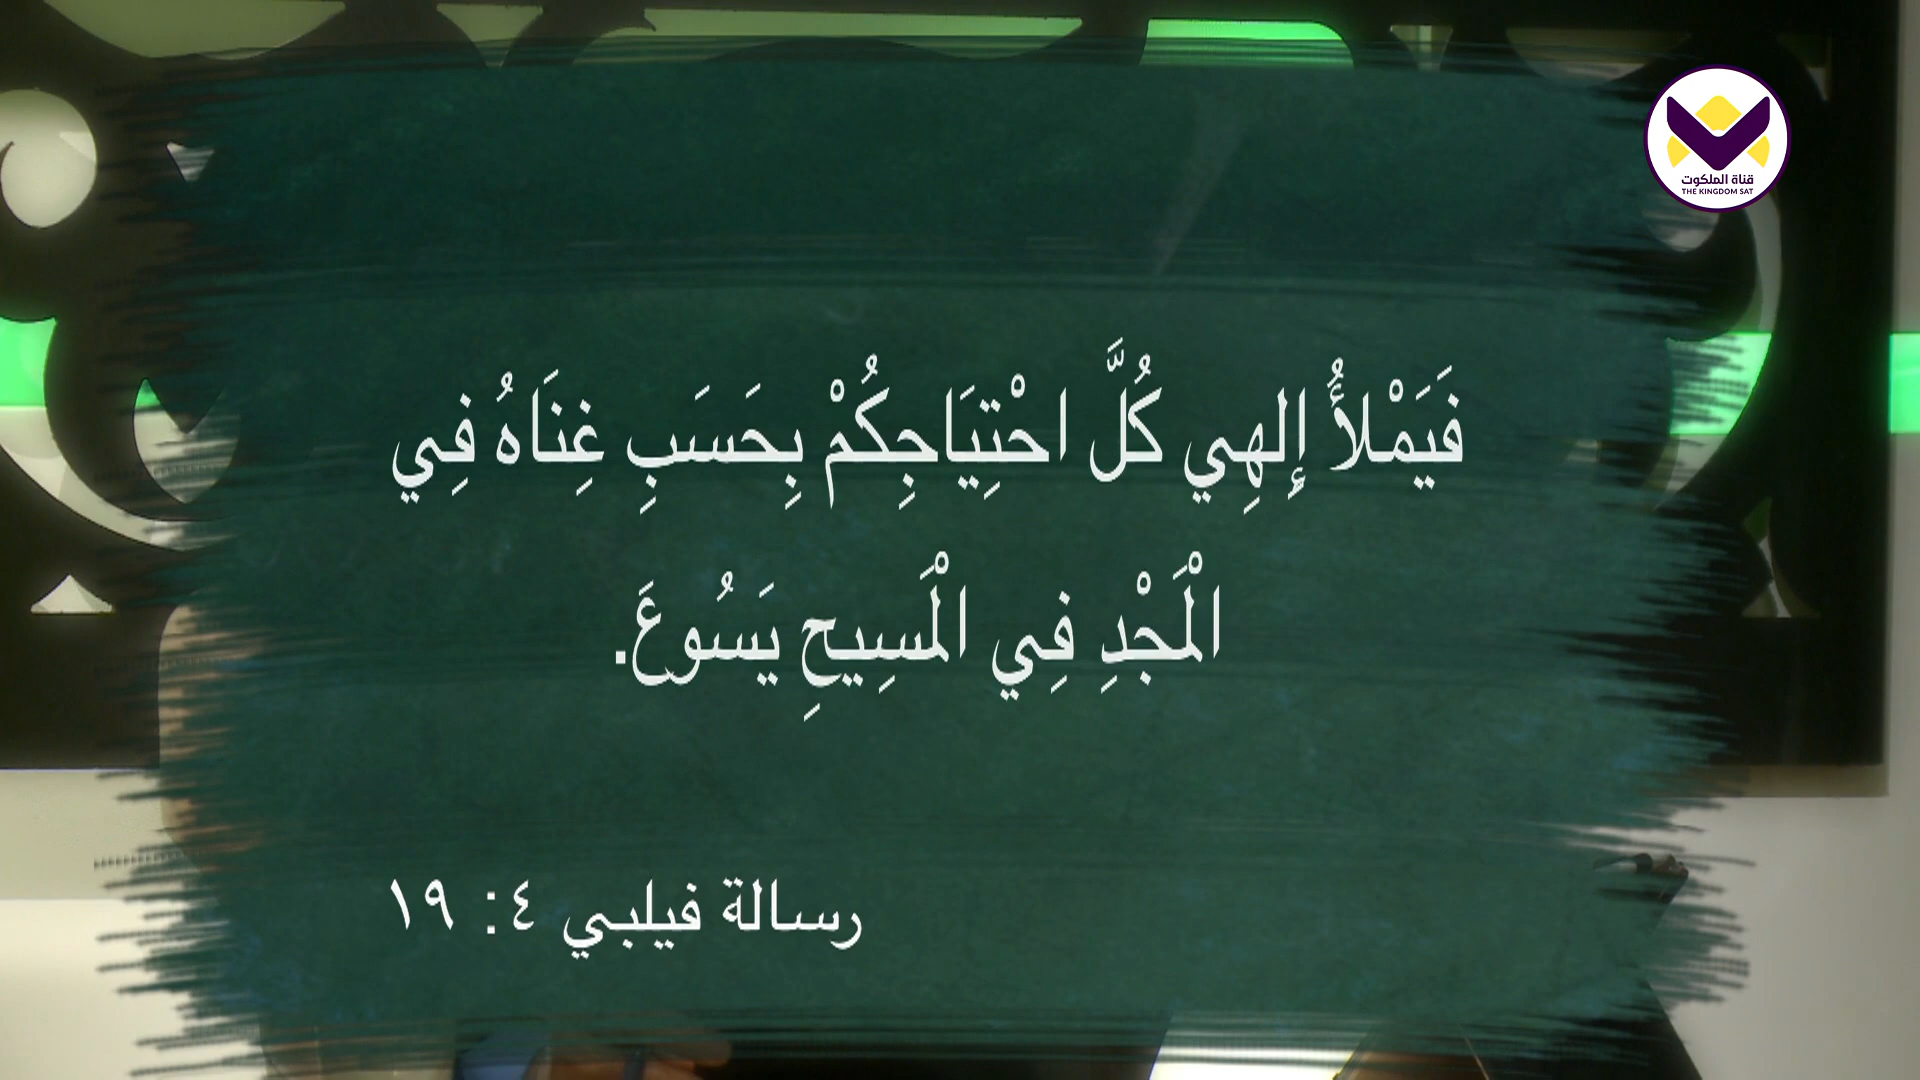 قناة الملكوت
THE KINGDOM SAT
فَيَمْلأُ إِلهِي كُلَّ احْتِيَاجِكُمْ بِحَسَبِ غِنَاهُ فِي
الْمَجْدِ فِي الْمَسِيحِ يَسُوعَ.
رسالة فيلبي ٤: ١٩